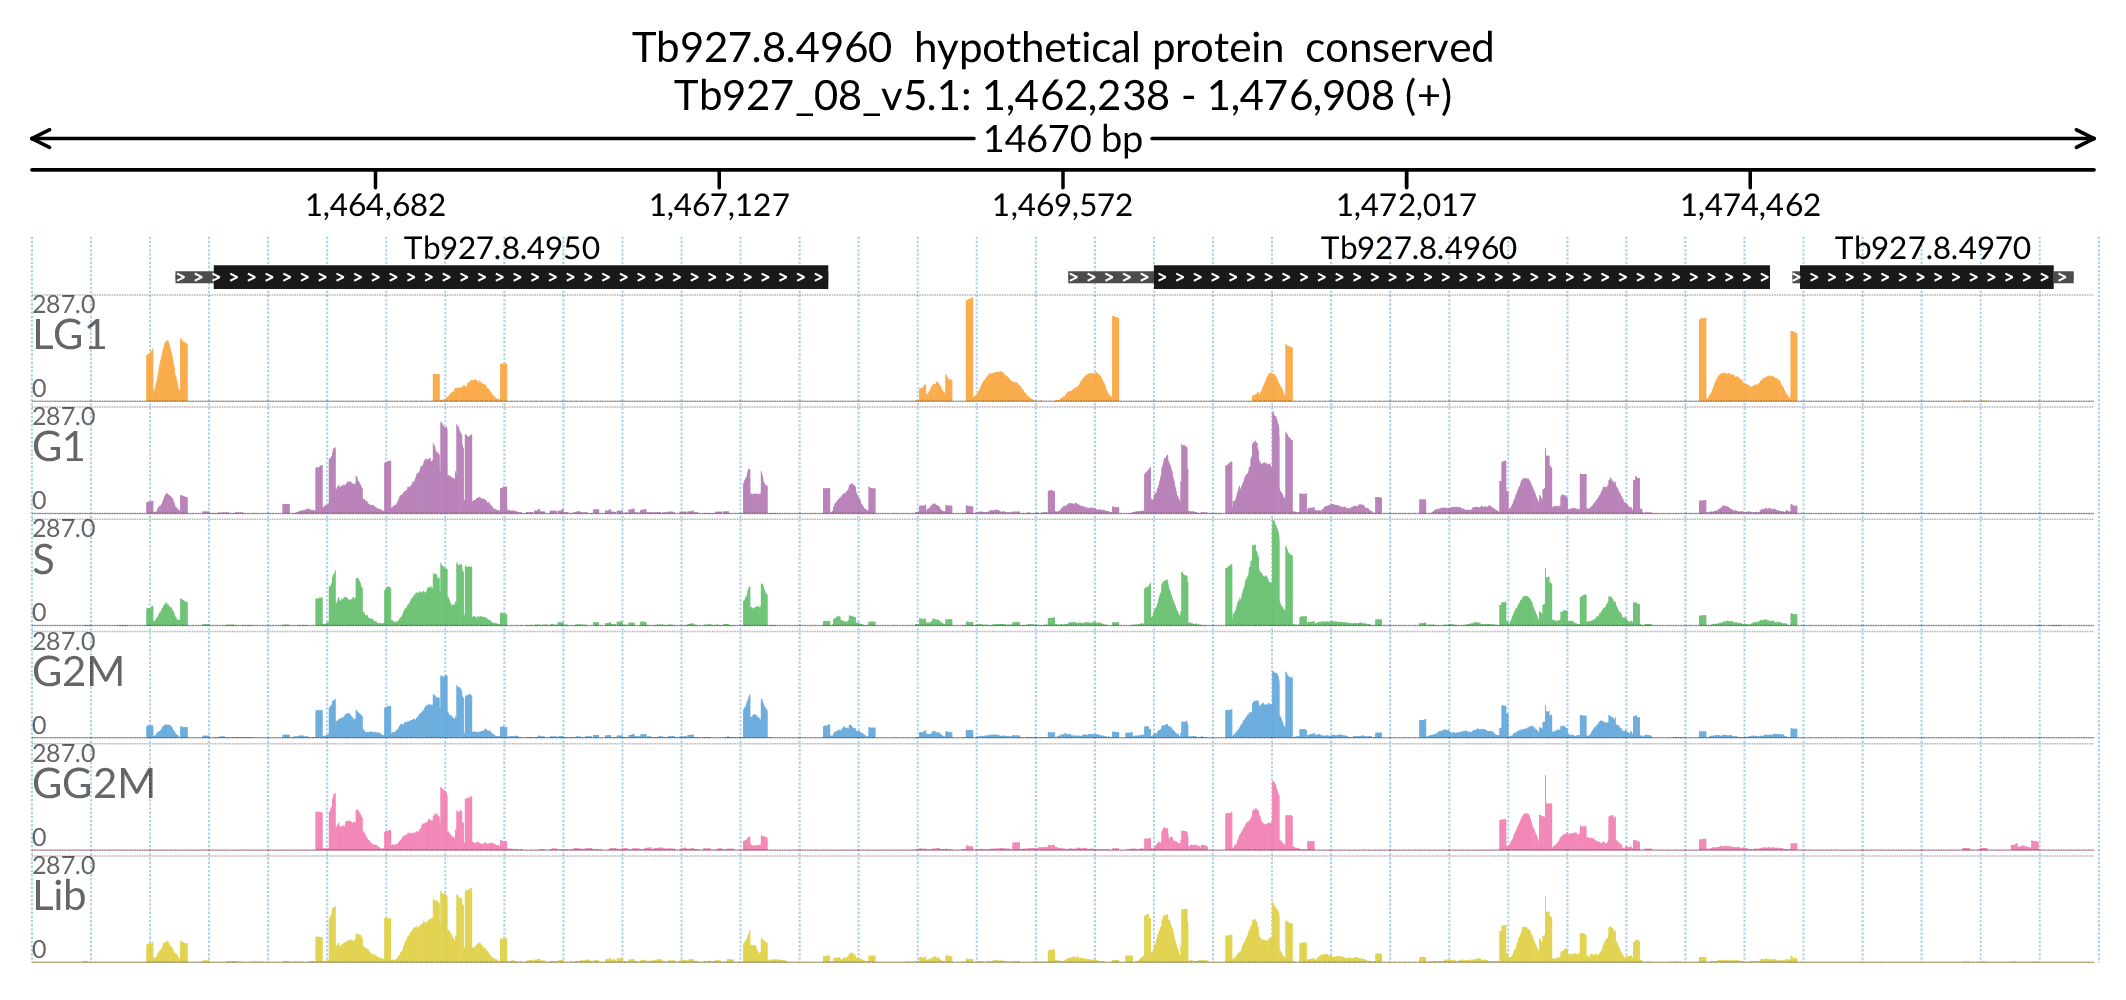 Tb927.8.4960  hypothetical protein  conserved
Tb927_08_v5.1: 1,462,238 - 1,476,908 (+)
14670 bp
1,464,682 1,467,127 1,469,572 1,472,017 1,474,462
Tb927.8.4950 Tb927.8.4960 Tb927.8.4970
287.0
LG1
0
287.0
G1
0
287.0
S
0
287.0
G2M
0
287.0
GG2M
0
287.0
Lib
0